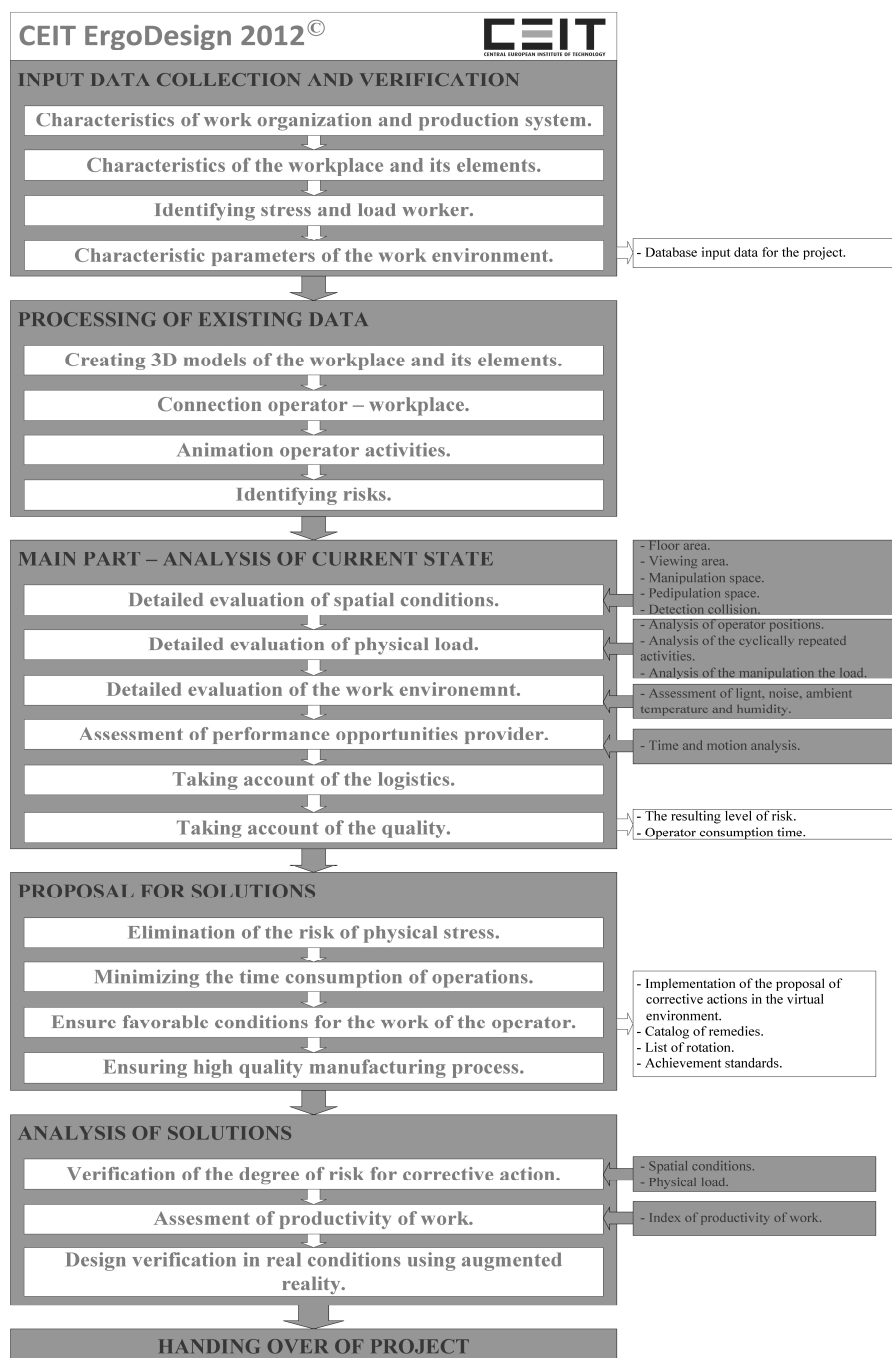 CEIT ErgoDesign 2012©
CEIT
CENTRAL EUROPEAN INSTITUTE OF TECHNOLOGY
INPUT DATA COLLECTION AND VERIFICATION
Characteristics of work organization and production system.
Characteristics of the workplace and its elements.
Identifying stress and load worker.
Characteristic parameters of the work environment.
- Database input data for the project.
PROCESSING OF EXISTING DATA
Creating 3D models of the workplace and its elements.
Connection operator – workplace.
Animation operator activities.
Identifying risks.
MAIN PART – ANALYSIS OF CURRENT STATE
Detailed evaluation of spatial conditions.
- Floor area.
- Viewing area.
- Manipulation space.
- Pedipulation space.
- Detection collision.
Detailed evaluation of physical load.
- Analysis of operator positions.
- Analysis of the cyclically repeated
activities.
- Analysis of the manipulation the load.
Detailed evaluation of the work environemnt.
- Assessment of lignt, noise, ambient
temperature and humidity.
Assessment of performance opportunities provider.
- Time and motion analysis.
Taking account of the logistics.
Taking account of the quality.
- The resulting level of risk.
- Operator consumption time.
PROPOSAL FOR SOLUTIONS
Elimination of the risk of physical stress.
Minimizing the time consumption of operations.
Ensure favorable conditions for the work of the operator.
Ensuring high quality manufacturing process.
- Implementation of the proposal of
corrective actions in the virtual
environment.
- Catalog of remedies.
- List of rotation.
- Achievement standards.
ANALYSIS OF SOLUTIONS
Verification of the degree of risk for corrective action.
- Spatial conditions.
- Physical load.
Assesment of productivity of work.
- Index of productivity of work.
Design verification in real conditions using augmented
reality.
HANDING OVER OF PROJECT